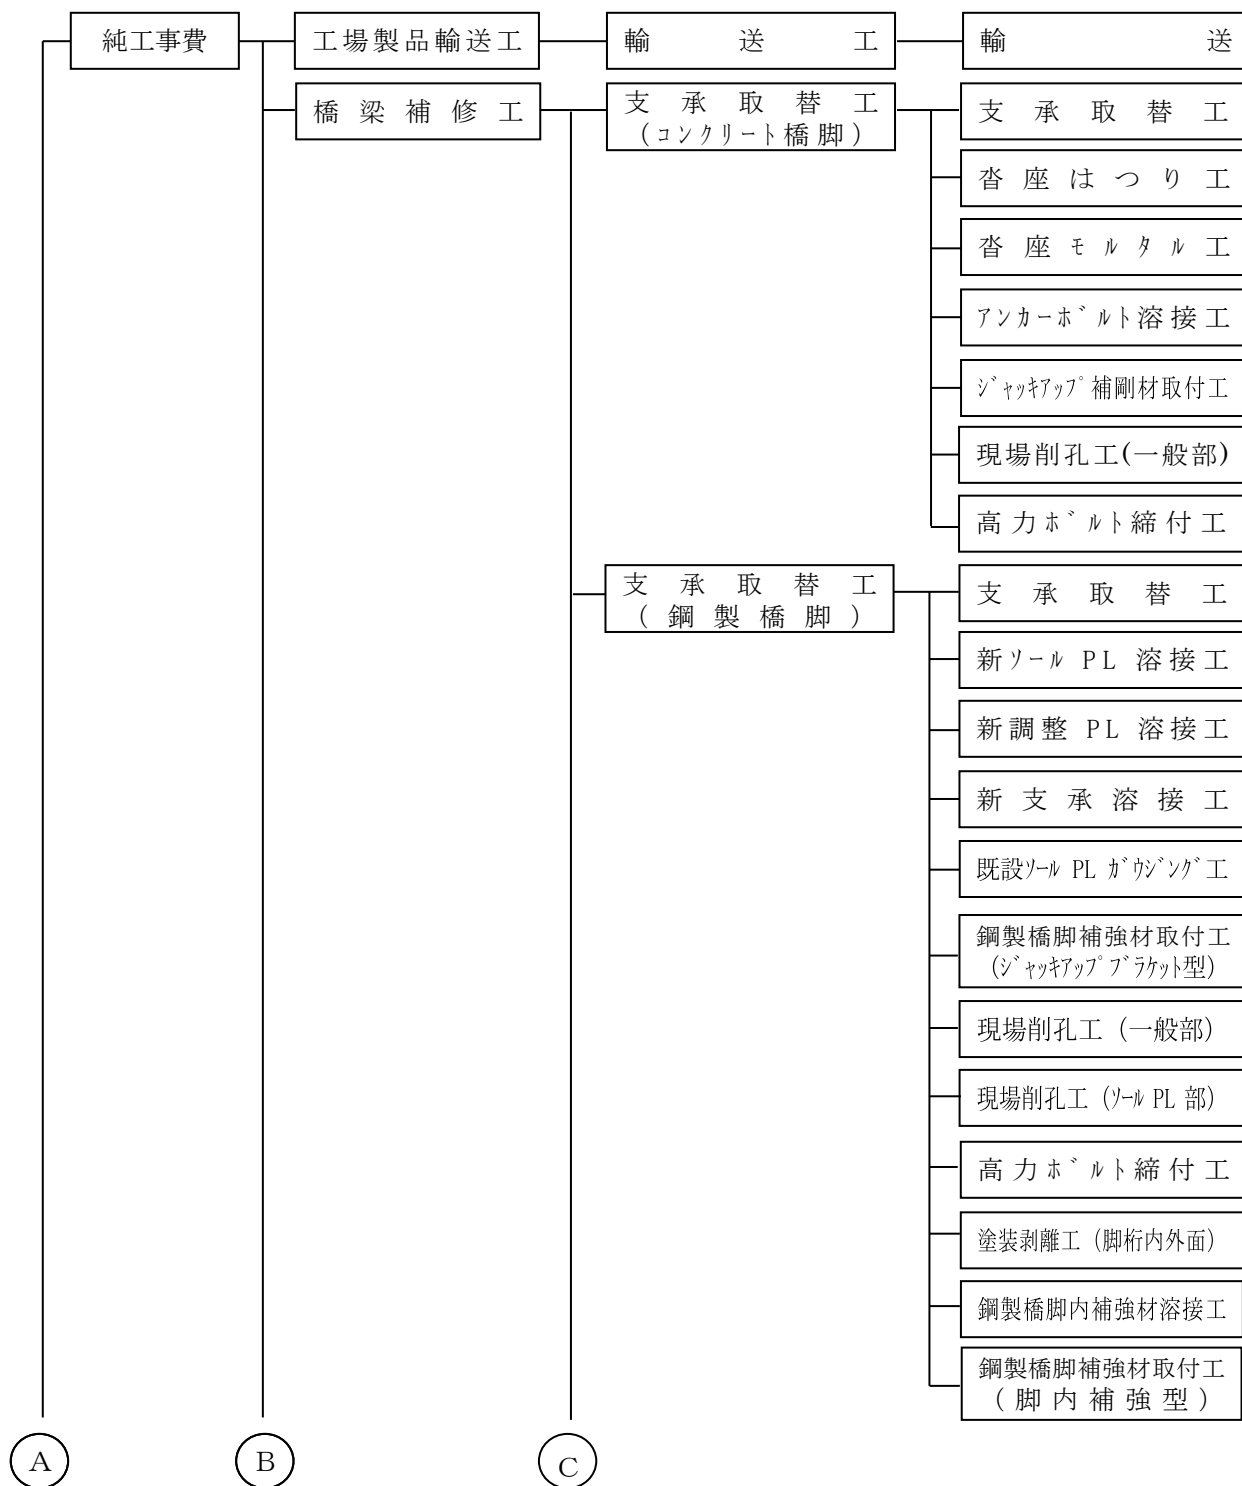 純工事費
工場製品輸送工
輸送工
輸送
橋梁補修工
支承取替工
(コンクリート橋脚)
支承取替工
沓座はつり工
沓座モルタル工
アンカーボルト溶接工
ジャッキアップ補剛材取付工
現場削孔工(一般部)
高力ボルト締付工
支承取替工
(鋼製橋脚)
支承取替工
新ソール PL 溶接工
新調整 PL 溶接工
新支承溶接工
既設ソール PL ガウジング工
鋼製橋脚補強材取付工
(ジャッキアップブラケット型)
現場削孔工 (一般部)
現場削孔工 (ソール PL 部)
高力ボルト締付工
塗装剥離工 (脚桁内外面)
鋼製橋脚内補強材溶接工
鋼製橋脚補強材取付工
(脚内補強型)
A
B
C